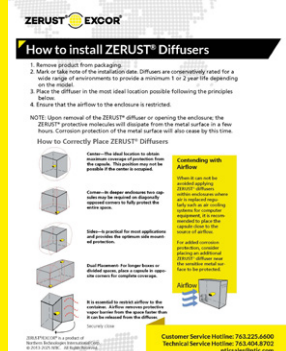 ZERUST® EXCOR®
How to install ZERUST® Diffusers
1. Remove product from packaging.
2. Mark or take note of the installation date. Diffusers are conservatively rated for a
wide range of environments to provide a minimum 1 or 2 year life depending
on the model.
3. Place the diffuser in the most ideal location possible following the principles
below.
4. Ensure that the airflow to the enclosure is restricted.
NOTE: Upon removal of the ZERUST® diffuser or opening the enclosure, the
ZERUST® protective molecules will dissipate from the metal surface in a few
hours. Corrosion protection of the metal surface will also cease by this time.
How to Correctly Place ZERUST® Diffusers
Center—The ideal location to obtain
maximum coverage of protection from
the capsule. This position may not be
possible if the center is occupied.
Corner—In deeper enclosures two cap-
sules may be required on diagonally
opposed corners to fully protect the
entire space.
Sides—Is practical for most applications
and provides the optimum side mount-
ed protection.
Dual Placement: For longer boxes or
divided spaces, place a capsule in oppo-
site corners for complete coverage.
It is essential to restrict airflow to the
container. Airflow removes protective
vapor barrier from the space faster than
it can be released from the diffuser.
Securely close
Contending with
Airflow
When it can not be
avoided applying
ZERUST® diffusers
within enclosures where
air is replaced regu-
larly such as air cooling
systems for computer
equipment, it is recom-
mended to place the
capsule close to the
source of airflow.
For added corrosion
protection, consider
placing an additional
ZERUST® diffuser near
the sensitive metal sur-
face to be protected.
Airflow
ZERUST®/EXCOR® is a product of
Northern Technologies International
All Rights Reserved
Customer Service Hotline: 763.225.6600
Technical Service Hotline: 763.404.8702